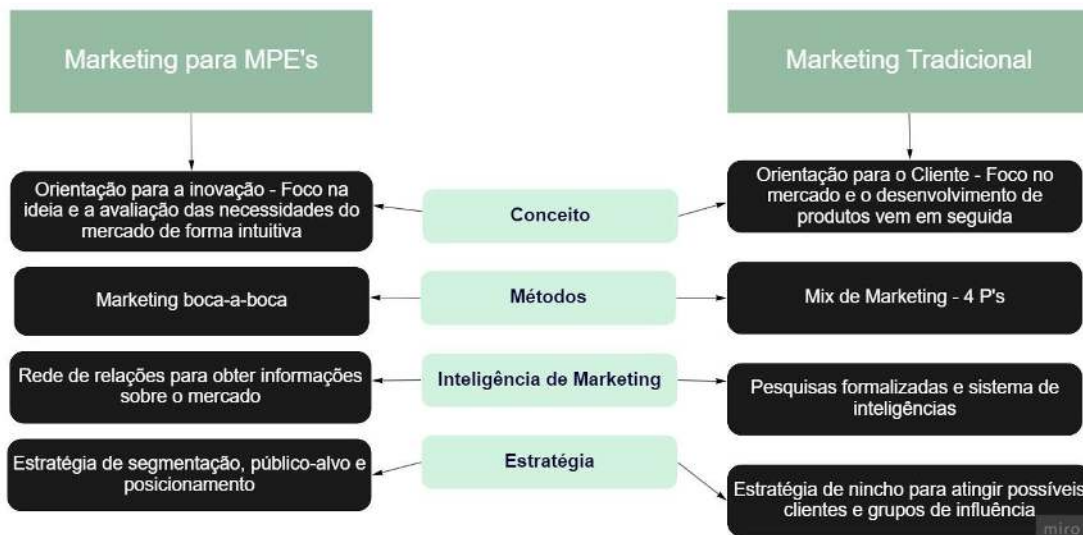 Marketing para MPE's
Marketing Tradicional
Orientação para a inovação - Foco na
ideia e a avaliação das necessidades do
mercado de forma intuitiva
Conceito
Orientação para o Cliente - Foco no
mercado e o desenvolvimento de
produtos vem em seguida
Marketing boca-a-boca
Métodos
Mix de Marketing - 4 P's
Rede de relações para obter informações
sobre o mercado
Inteligência de Marketing
Pesquisas formalizadas e sistema de
inteligências
Estratégia de segmentação, público-alvo e
posicionamento
Estratégia
Estratégia de nincho para atingir possíveis
clientes e grupos de influência
miro